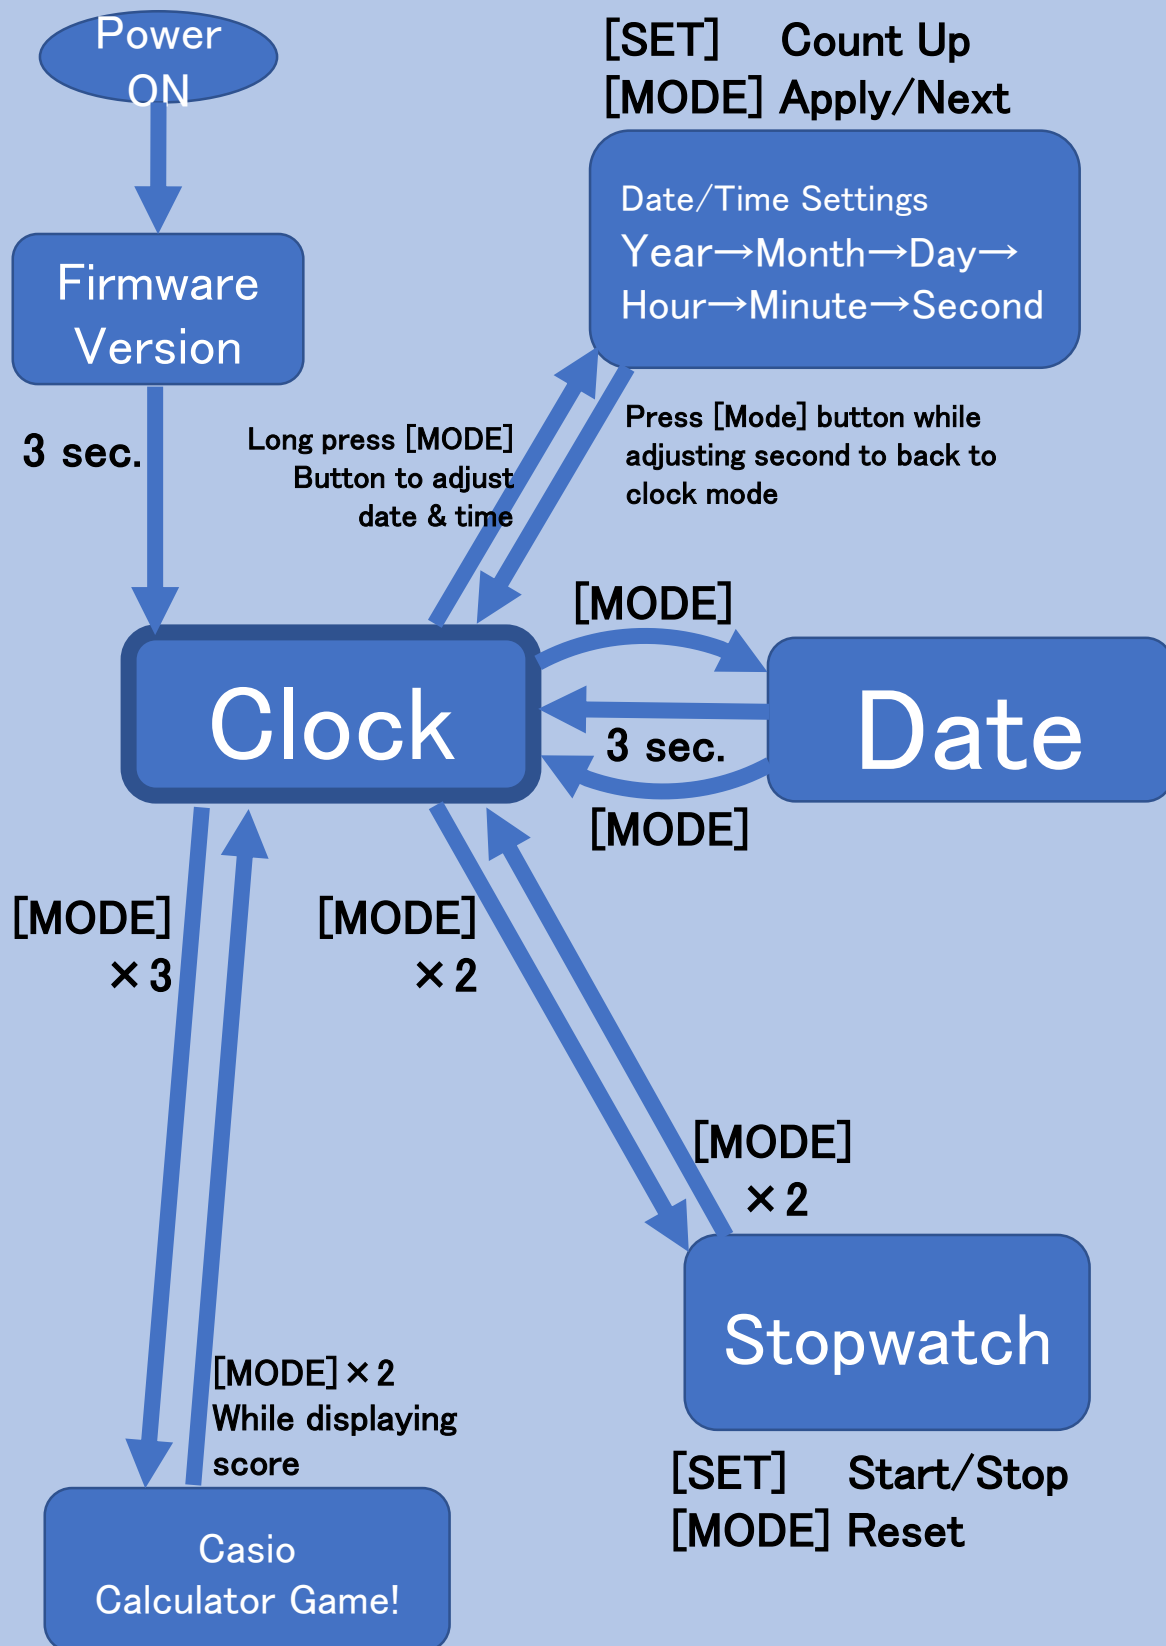 Power
ON
[SET] Count Up
[MODE] Apply/Next
Date/Time Settings
Year→Month→Day→
Hour→Minute→Second
Firmware
Version
3 sec.
Long press [MODE]
Button to adjust
date & time
Press [Mode] button while
adjusting second to back to
clock mode
[MODE]
Clock
Date
3 sec.
[MODE]
[MODE]
×3
[MODE]
×2
[MODE]
×2
Stopwatch
[SET] Start/Stop
[MODE] Reset
[MODE]×2
While displaying
score
Casio
Calculator Game!